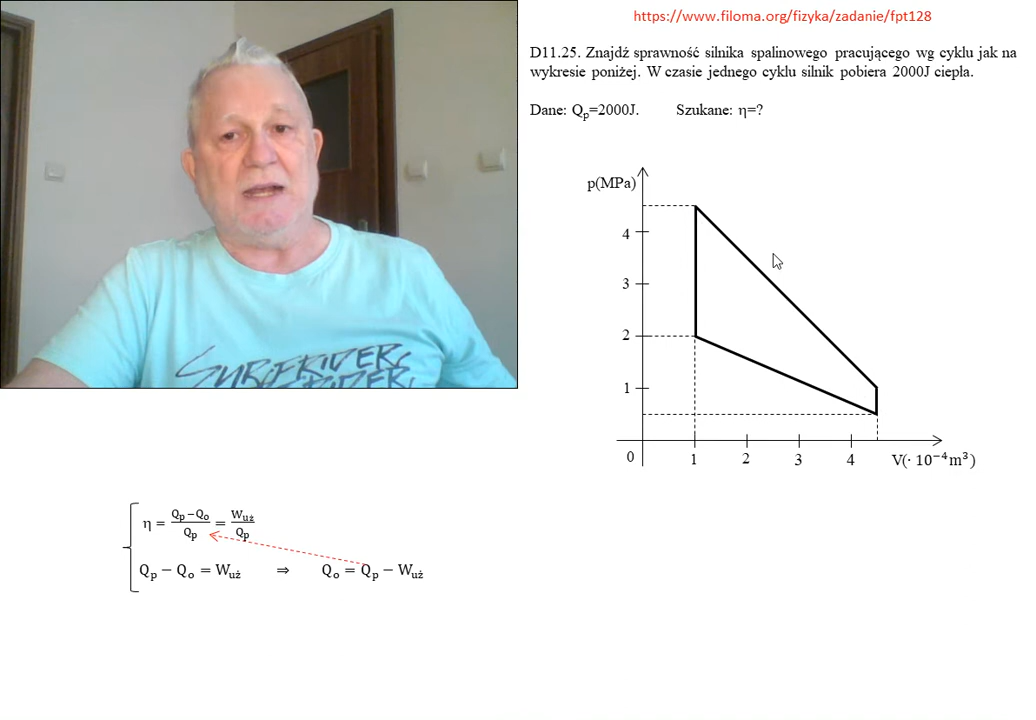 https://www.filoma.org/fizyka/zadanie/fpt128
D11.25. Znajdź sprawność silnika spalinowego pracującego wg cyklu jak na
wykresie poniżej. W czasie jednego cyklu silnik pobiera 2000J ciepła.
Dane: Qₚ=2000J. Szukane: η=?
p(MPa)
4
3
2
1
0 1 2 3 4 V(· 10⁻⁴m³)
η = (Qₚ−Qₒ)/Qₚ = Wᵤż/Qₚ
Qₚ − Qₒ = Wᵤż ⇒ Qₒ = Qₚ − Wᵤż